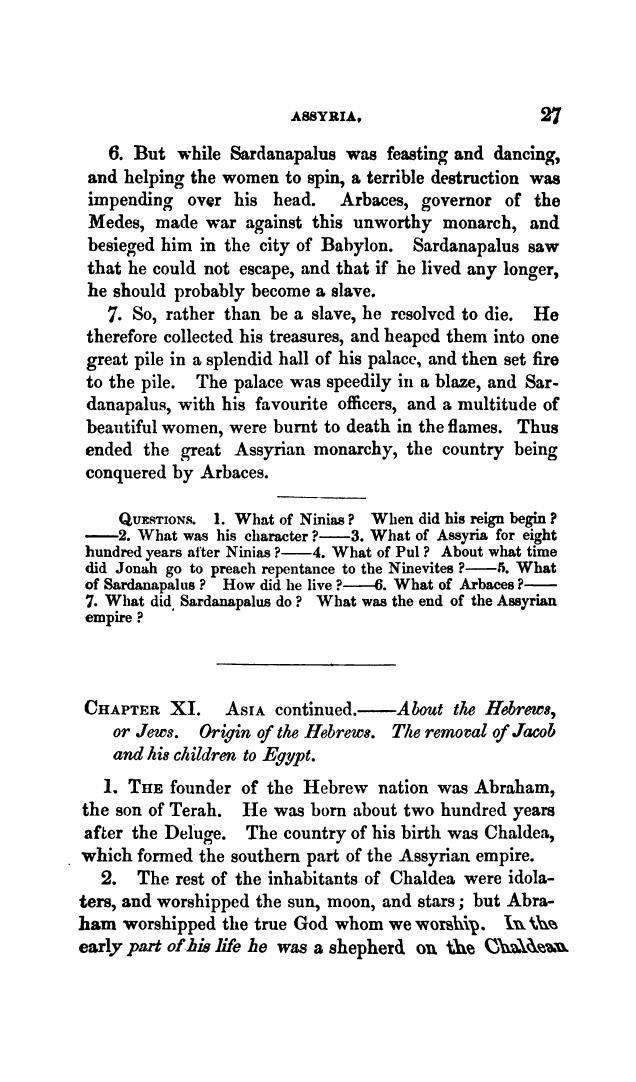 ASSYRIA. 27
6. But while Sardanapalus was feasting and dancing,
and helping the women to spin, a terrible destruction was
impending over his head. Arbaces, governor of the
Medes, made war against this unworthy monarch, and
besieged him in the city of Babylon. Sardanapalus saw
that he could not escape, and that if he lived any longer,
he should probably become a slave.
7. So, rather than be a slave, he resolved to die. He
therefore collected his treasures, and heaped them into one
great pile in a splendid hall of his palace, and then set fire
to the pile. The palace was speedily in a blaze, and Sar-
danapalus, with his favourite officers, and a multitude of
beautiful women, were burnt to death in the flames. Thus
ended the great Assyrian monarchy, the country being
conquered by Arbaces.
QUESTIONS. 1. What of Ninias? When did his reign begin?
——2. What was his character?——3. What of Assyria for eight
hundred years after Ninias?——4. What of Pul? About what time
did Jonah go to preach repentance to the Ninevites?——5. What
of Sardanapalus? How did he live?——6. What of Arbaces?——
7. What did Sardanapalus do? What was the end of the Assyrian
empire?
CHAPTER XI. ASIA continued.——About the Hebrews,
or Jews. Origin of the Hebrews. The removal of Jacob
and his children to Egypt.
1. THE founder of the Hebrew nation was Abraham,
the son of Terah. He was born about two hundred years
after the Deluge. The country of his birth was Chaldea,
which formed the southern part of the Assyrian empire.
2. The rest of the inhabitants of Chaldea were idola-
ters, and worshipped the sun, moon, and stars; but Abra-
ham worshipped the true God whom we worship. In the
early part of his life he was a shepherd on the Chaldean